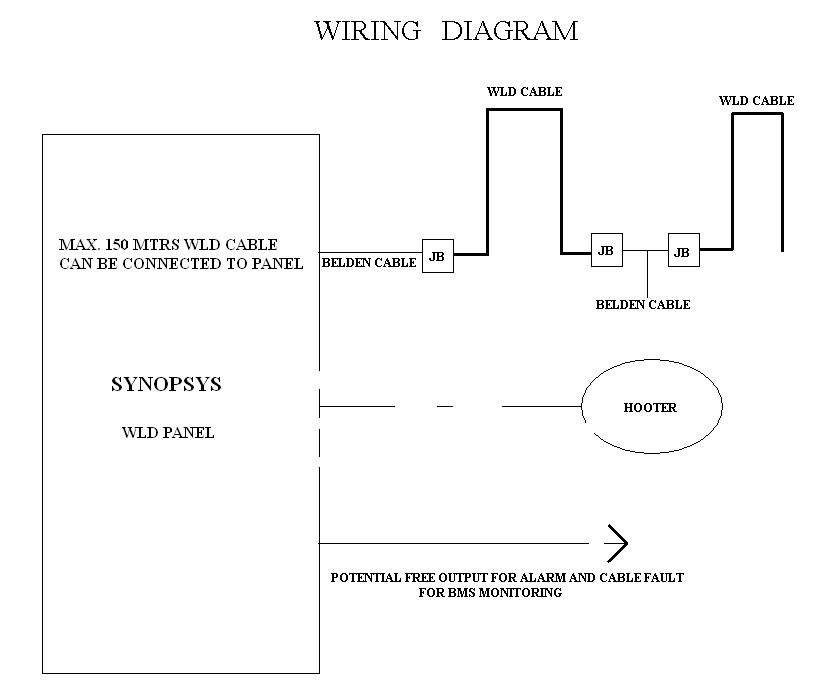 WIRING DIAGRAM
WLD CABLE
WLD CABLE
MAX. 150 MTRS WLD CABLE
CAN BE CONNECTED TO PANEL
BELDEN CABLE
JB
JB
JB
BELDEN CABLE
SYNOPSYS
WLD PANEL
HOOTER
POTENTIAL FREE OUTPUT FOR ALARM AND CABLE FAULT
FOR BMS MONITORING